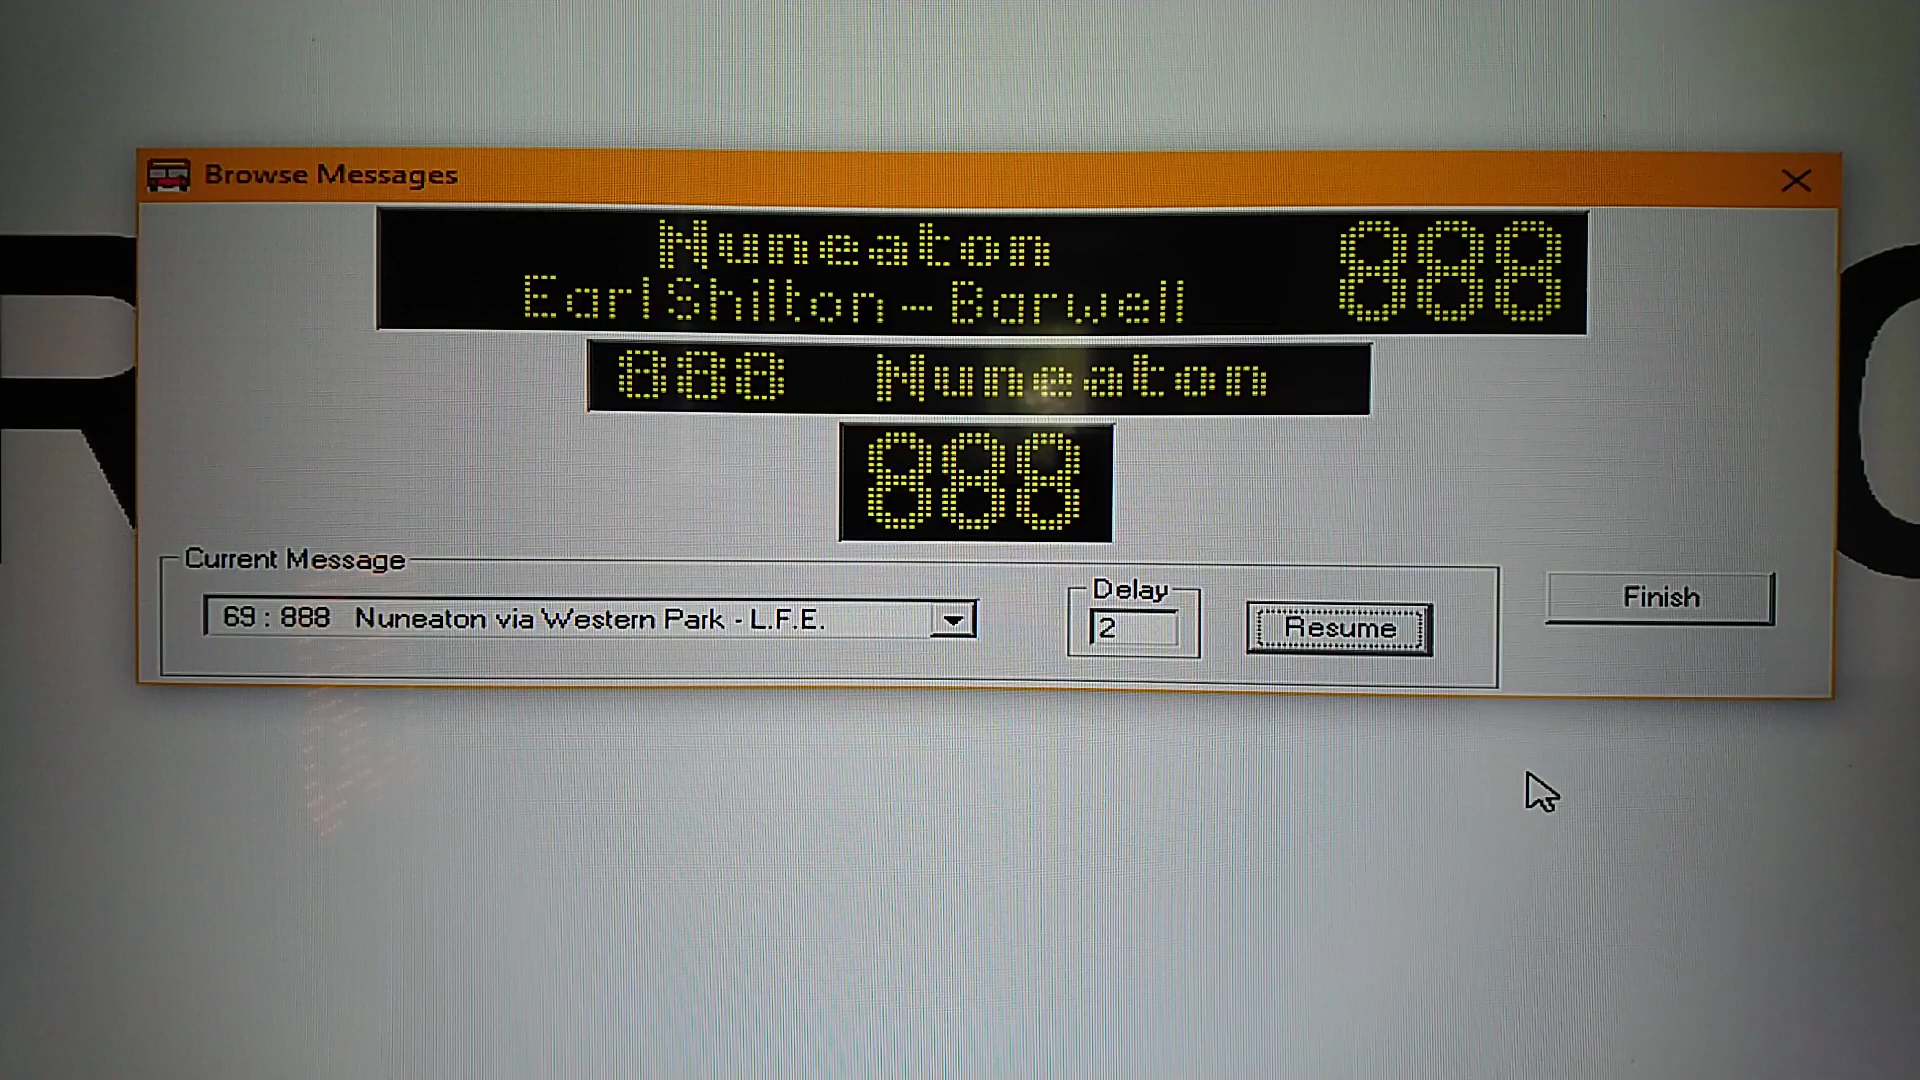 Browse Messages
Nuneaton 888
Earl Shilton - Barwell
888 Nuneaton
888
Current Message
69 : 888 Nuneaton via Western Park - L.F.E.
Delay
2
Resume
Finish